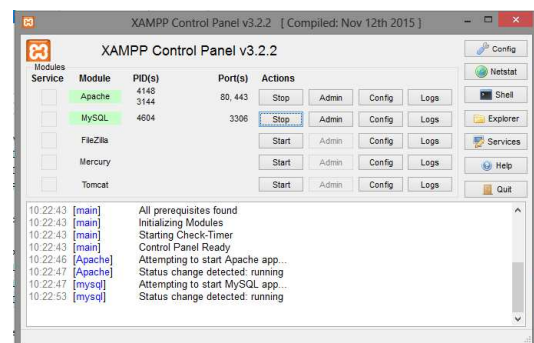 XAMPP Control Panel v3.2.2 [ Compiled: Nov 12th 2015 ]
XAMPP Control Panel v3.2.2
Config
Modules
Service Module PID(s) Port(s) Actions
Netstat
Apache 4148 3144 80, 443 Stop Admin Config Logs
Shell
MySQL 4604 3306 Stop Admin Config Logs
Explorer
FileZilla Start Admin Config Logs
Services
Mercury Start Admin Config Logs
Help
Tomcat Start Admin Config Logs
Quit
10:22:43 [main] All prerequisites found
10:22:43 [main] Initializing Modules
10:22:43 [main] Starting Check-Timer
10:22:43 [main] Control Panel Ready
10:22:46 [Apache] Attempting to start Apache app...
10:22:47 [Apache] Status change detected: running
10:22:47 [mysql] Attempting to start MySQL app...
10:22:53 [mysql] Status change detected: running